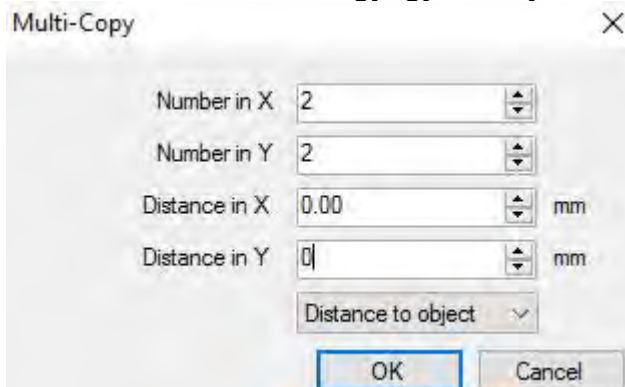 Multi-Copy
Number in X 2
Number in Y 2
Distance in X 0.00 mm
Distance in Y 0 mm
Distance to object
OK Cancel